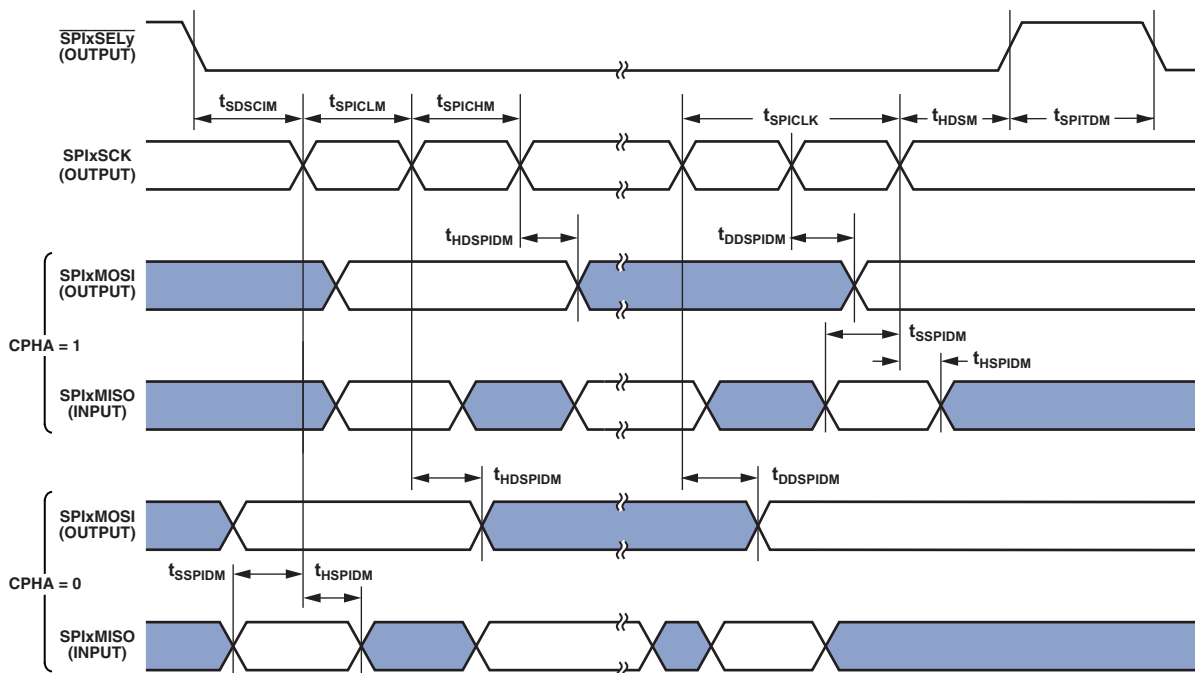 SPIxSELy
(OUTPUT)
tSDSCIM
tSPICLM
tSPICHM
tSPICLK
tHDSM
tSPITDM
SPIxSCK
(OUTPUT)
tHDSPIDM
tDDSPIDM
SPIxMOSI
(OUTPUT)
CPHA = 1
tSSPIDM
tHSPIDM
SPIxMISO
(INPUT)
tHDSPIDM
tDDSPIDM
SPIxMOSI
(OUTPUT)
CPHA = 0
tSSPIDM
tHSPIDM
SPIxMISO
(INPUT)